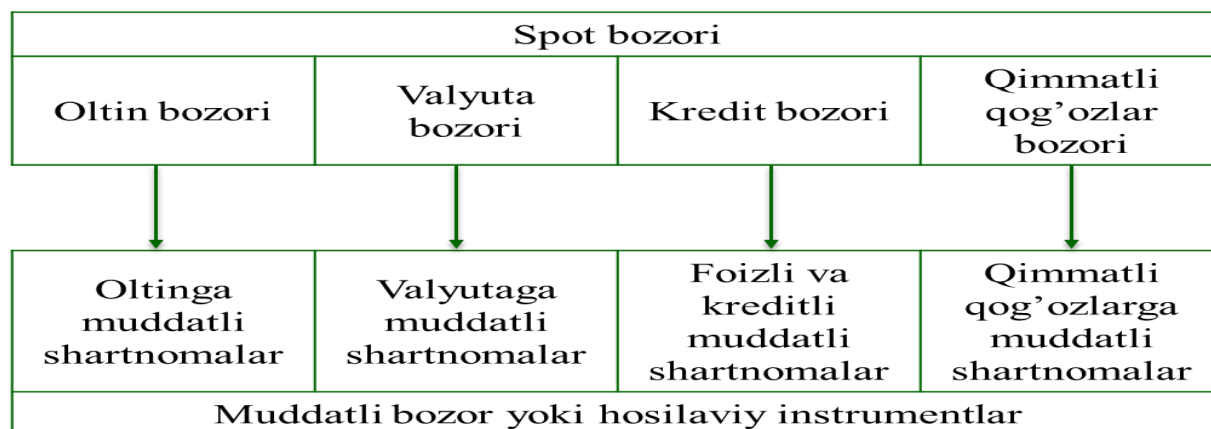 Spot bozori
Oltin bozori
Valyuta
bozori
Kredit bozori
Qimmatli
qog’ozlar
bozori
Oltinga
muddatli
shartnomalar
Valyutaga
muddatli
shartnomalar
Foizli va
kreditli
muddatli
shartnomalar
Qimmatli
qog’ozlarga
muddatli
shartnomalar
Muddatli bozor yoki hosilaviy instrumentlar